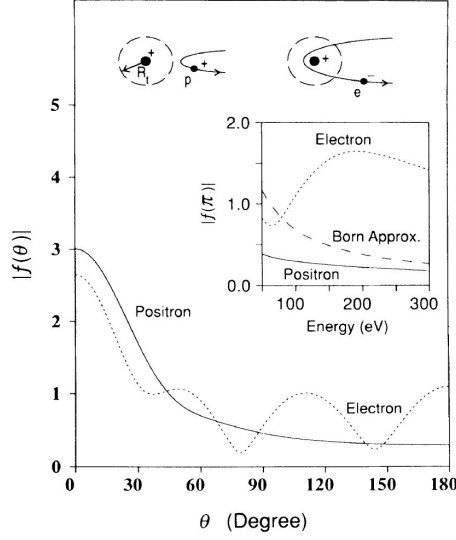 +
R_t
+
p
+
−
e
5
4
3
2
1
0
|f(θ)|
Positron
Electron
0 30 60 90 120 150 180
θ (Degree)
2.0
1.0
0.0
|f(π)|
Electron
Born Approx.
Positron
100 200 300
Energy (eV)